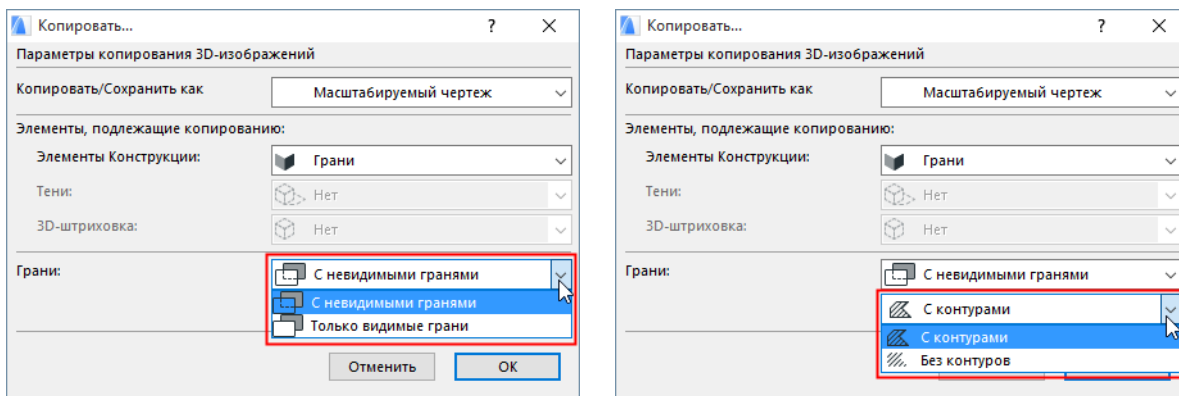 Копировать... ?
Параметры копирования 3D-изображений
Копировать/Сохранить как Масштабируемый чертеж
Элементы, подлежащие копированию:
Элементы Конструкции: Грани
Тени: Нет
3D-штриховка: Нет
Грани: С невидимыми гранями
С невидимыми гранями
Только видимые грани
Отменить OK
Копировать... ?
Параметры копирования 3D-изображений
Копировать/Сохранить как Масштабируемый чертеж
Элементы, подлежащие копированию:
Элементы Конструкции: Грани
Тени: Нет
3D-штриховка: Нет
Грани: С невидимыми гранями
С контурами
С контурами
Без контуров